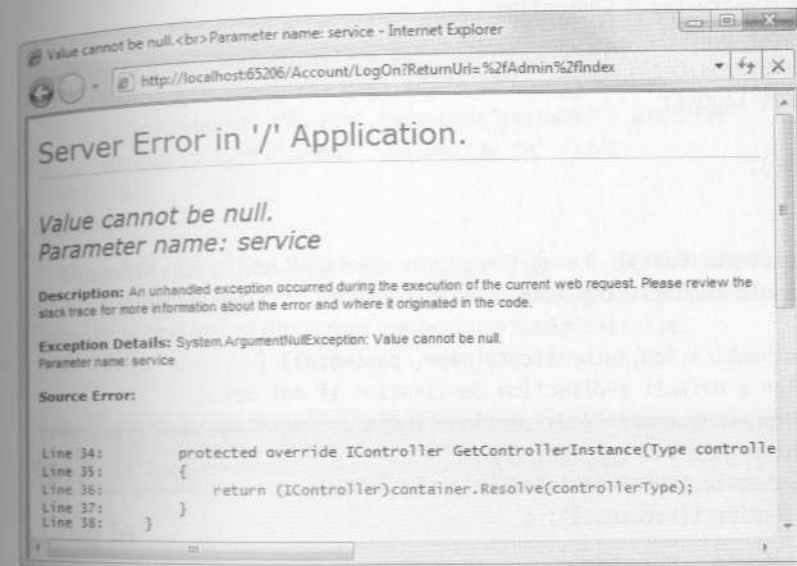 Value cannot be null.<br>Parameter name: service - Internet Explorer
http://localhost:65206/Account/LogOn?ReturnUrl=%2fAdmin%2fIndex
Server Error in '/' Application.
Value cannot be null.
Parameter name: service
Description: An unhandled exception occurred during the execution of the current web request. Please review the
stack trace for more information about the error and where it originated in the code.
Exception Details: System.ArgumentNullException: Value cannot be null.
Parameter name: service
Source Error:
Line 34:        protected override IController GetControllerInstance(Type controlle
Line 35:        {
Line 36:            return (IController)container.Resolve(controllerType);
Line 37:        }
Line 38:    }